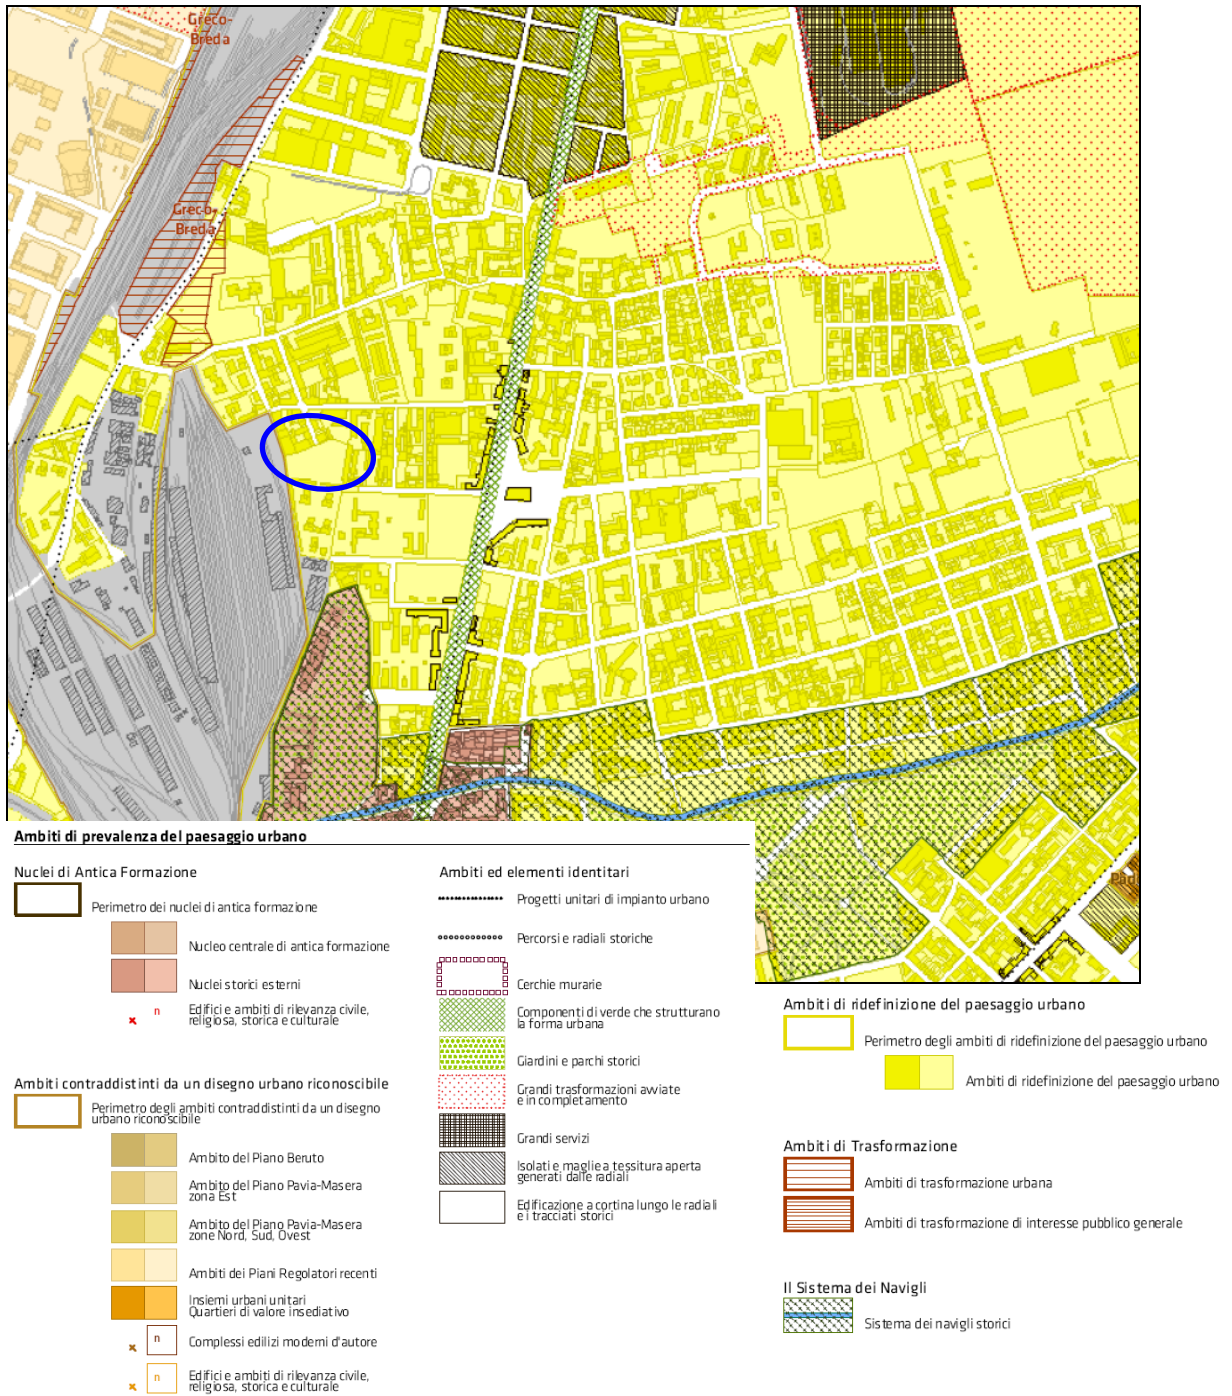 Greco-
Breda
Greco-
Breda
Ambiti di prevalenza del paesaggio urbano
Nuclei di Antica Formazione
Perimetro dei nuclei di antica formazione
Nucleo centrale di antica formazione
Nuclei storici esterni
n
Edifici e ambiti di rilevanza civile,
religiosa, storica e culturale
Ambiti contraddistinti da un disegno urbano riconoscibile
Perimetro degli ambiti contraddistinti da un disegno
urbano riconoscibile
Ambito del Piano Beruto
Ambito del Piano Pavia-Masera
zona Est
Ambito del Piano Pavia-Masera
zone Nord, Sud, Ovest
Ambiti dei Piani Regolatori recenti
Insiemi urbani unitari
Quartieri di valore insediativo
n
Complessi edilizi moderni d'autore
n
Edifici e ambiti di rilevanza civile,
religiosa, storica e culturale
Ambiti ed elementi identitari
Progetti unitari di impianto urbano
Percorsi e radiali storiche
Cerchie murarie
Componenti di verde che strutturano
la forma urbana
Giardini e parchi storici
Grandi trasformazioni avviate
e in completamento
Grandi servizi
Isolati e maglie a tessitura aperta
generati dalle radiali
Edificazione a cortina lungo le radiali
e i tracciati storici
Ambiti di ridefinizione del paesaggio urbano
Perimetro degli ambiti di ridefinizione del paesaggio urbano
Ambiti di ridefinizione del paesaggio urbano
Ambiti di Trasformazione
Ambiti di trasformazione urbana
Ambiti di trasformazione di interesse pubblico generale
Il Sistema dei Navigli
Sistema dei navigli storici